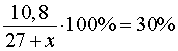 10,8/(27 + x)·100% = 30%